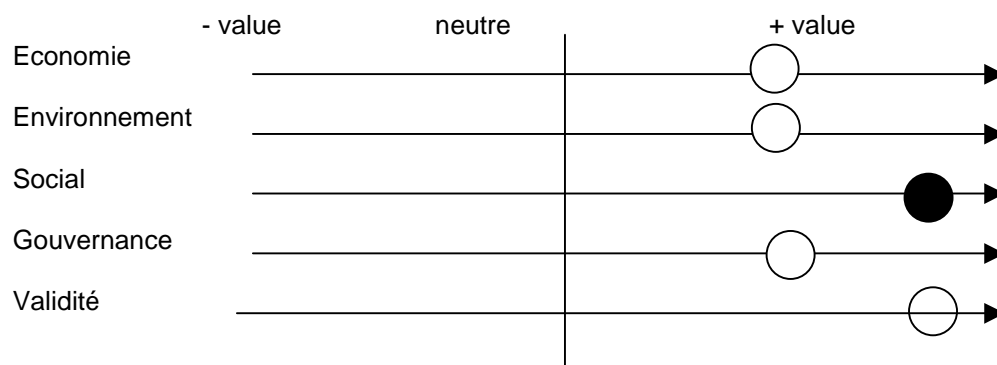 - value neutre + value
Economie
Environnement
Social
Gouvernance
Validité